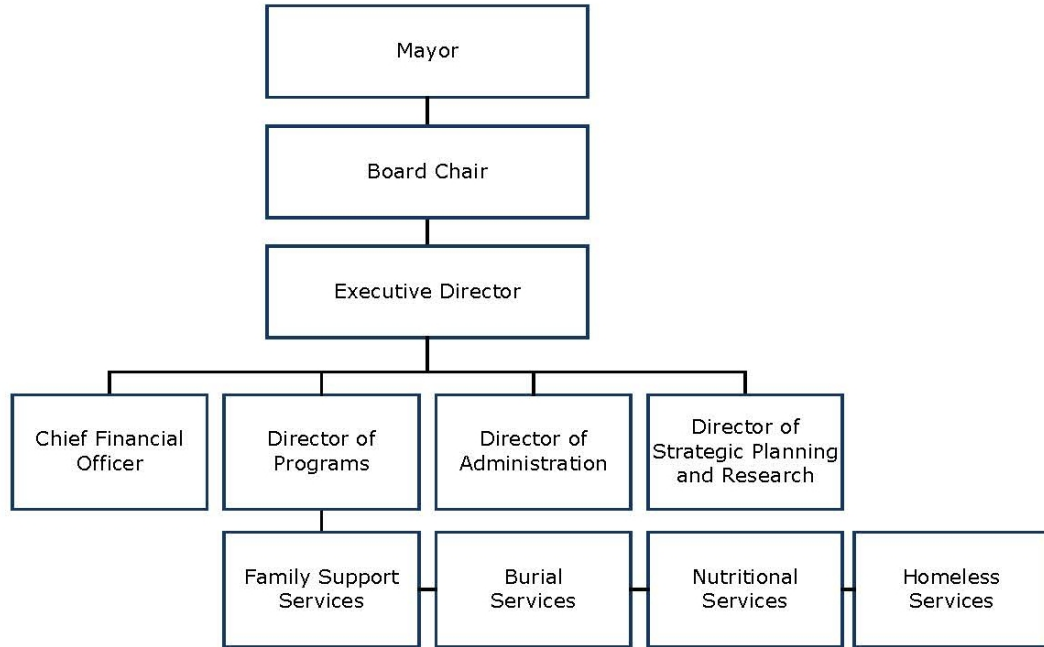 Mayor
Board Chair
Executive Director
Chief Financial
Officer
Director of
Programs
Director of
Administration
Director of
Strategic Planning
and Research
Family Support
Services
Burial
Services
Nutritional
Services
Homeless
Services